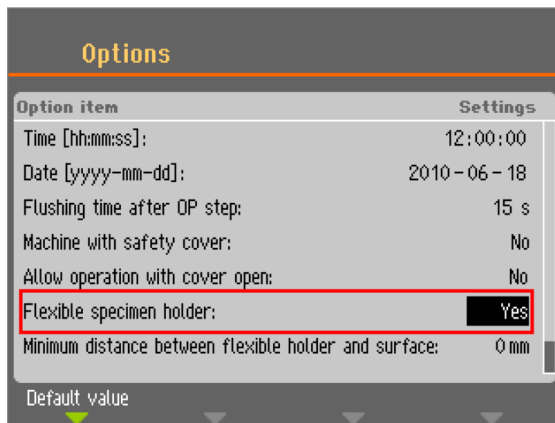 Options
Option item Settings
Time [hh:mm:ss]: 12:00:00
Date [yyyy-mm-dd]: 2010-06-18
Flushing time after OP step: 15 s
Machine with safety cover: No
Allow operation with cover open: No
Flexible specimen holder: Yes
Minimum distance between flexible holder and surface: 0 mm
Default value